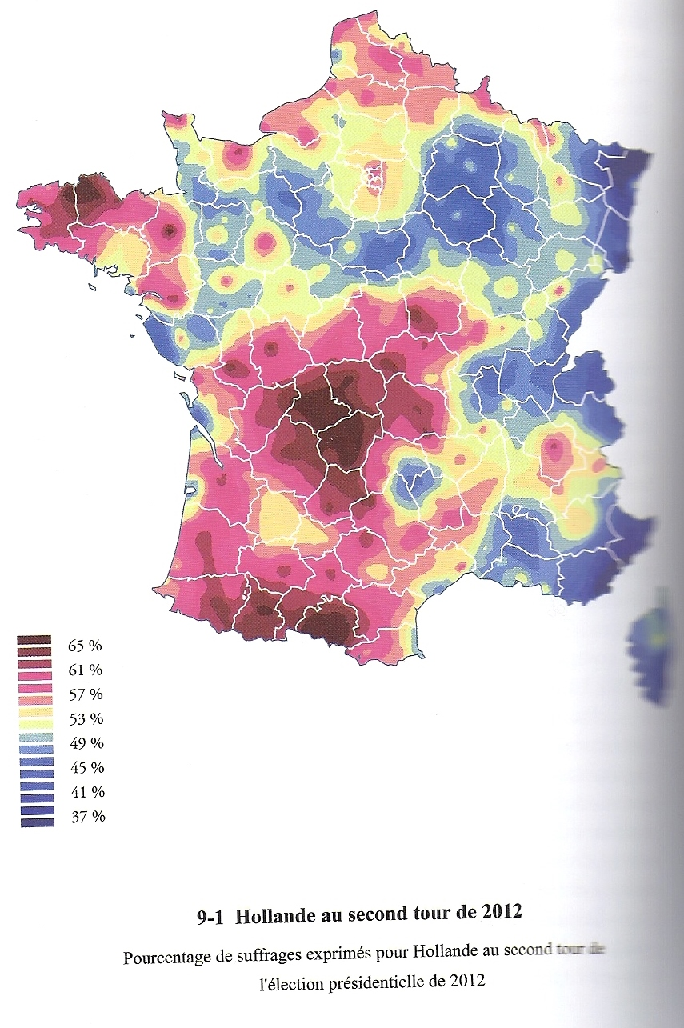 65 %
61 %
57 %
53 %
49 %
45 %
41 %
37 %
9-1 Hollande au second tour de 2012
Pourcentage de suffrages exprimés pour Hollande au second tour de
l'élection présidentielle de 2012